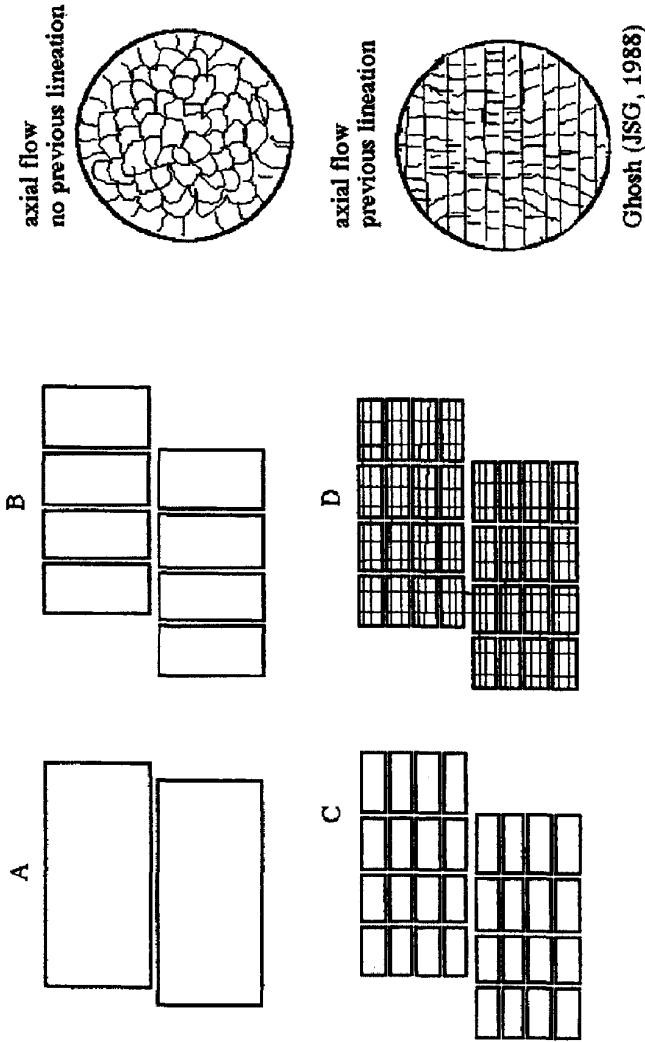 A
B
axial flow
no previous lineation
C
D
axial flow
previous lineation
Ghosh (JSG, 1988)